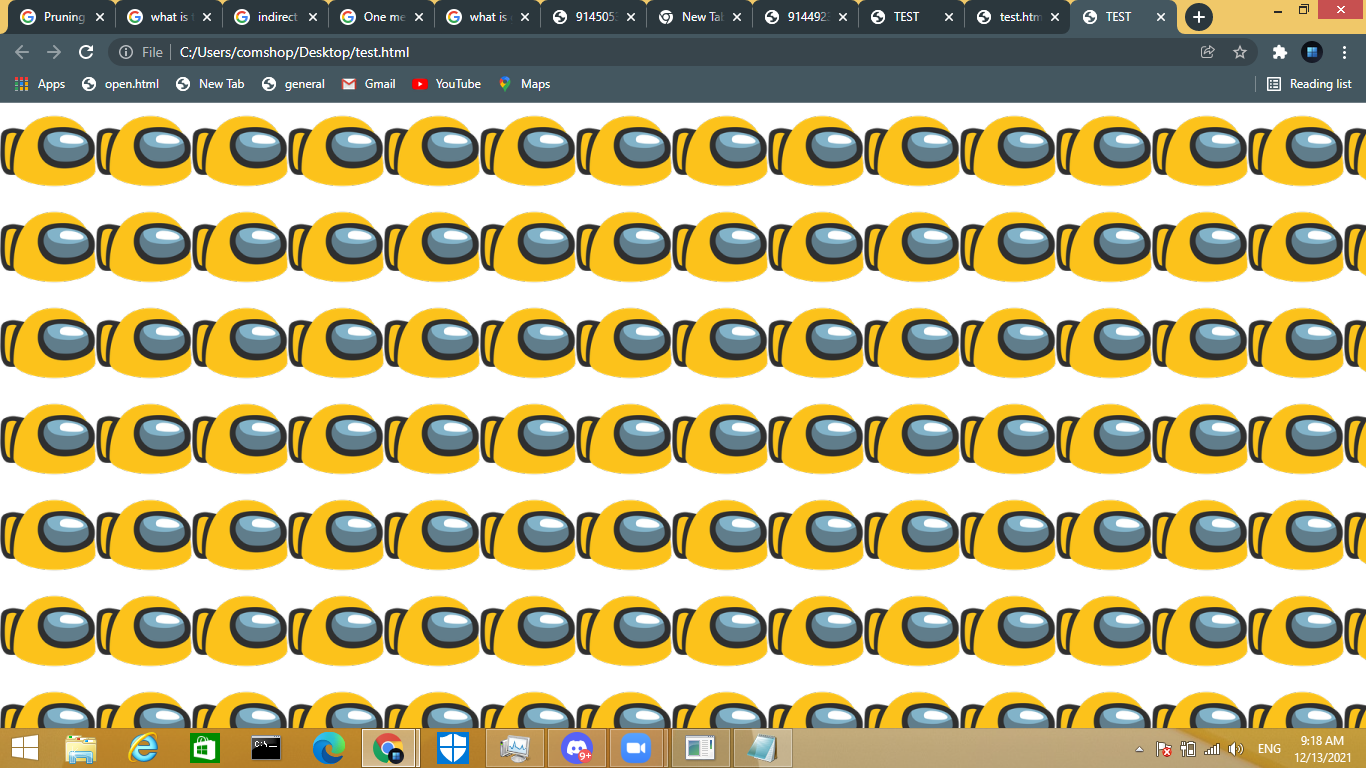 Pruning
what is
indirect
One me
what is
914505
New Tab
914492
TEST
test.htm
TEST
File
C:/Users/comshop/Desktop/test.html
Apps
open.html
New Tab
general
Gmail
YouTube
Maps
Reading list
C:\
9+
ENG
9:18 AM
12/13/2021